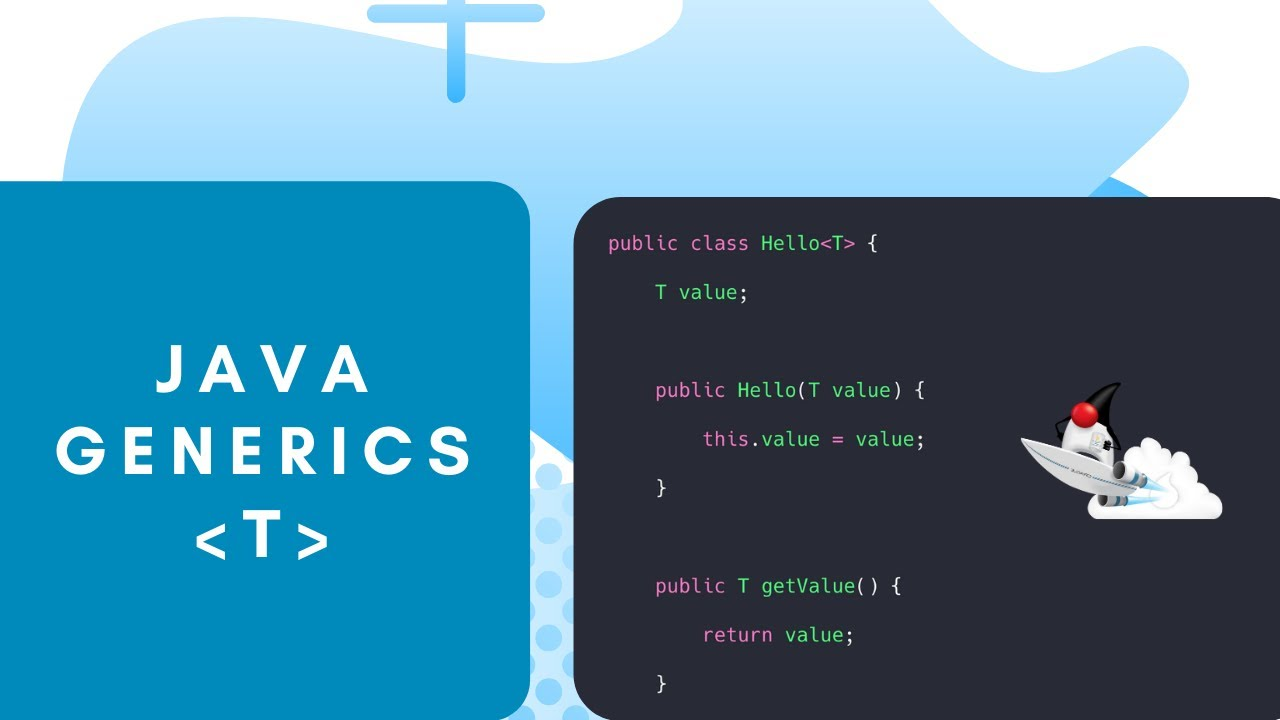 JAVA
GENERICS
<T>
public class Hello<T> {
T value;
public Hello(T value) {
this.value = value;
}
public T getValue() {
return value;
}